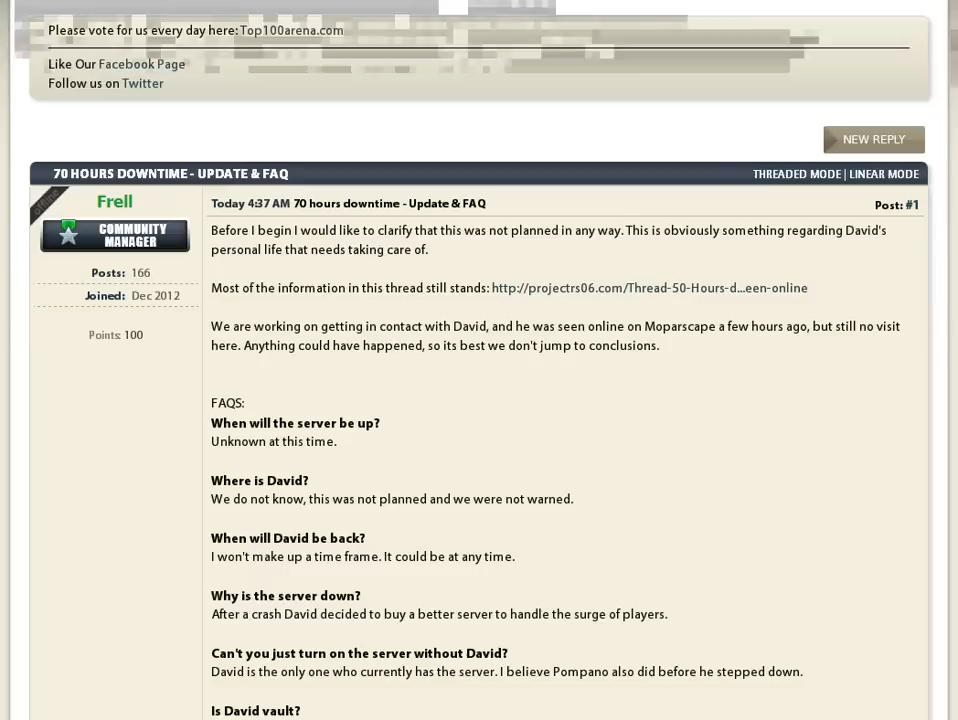 Please vote for us every day here: Top100arena.com
Like Our Facebook Page
Follow us on Twitter
NEW REPLY
70 HOURS DOWNTIME - UPDATE & FAQ
THREADED MODE | LINEAR MODE
offline
Frell
COMMUNITY
MANAGER
Posts: 166
Joined: Dec 2012
Points: 100
Today 4:37 AM 70 hours downtime - Update & FAQ
Post: #1
Before I begin I would like to clarify that this was not planned in any way. This is obviously something regarding David's
personal life that needs taking care of.
Most of the information in this thread still stands: http://projectrs06.com/Thread-50-Hours-d...een-online
We are working on getting in contact with David, and he was seen online on Moparscape a few hours ago, but still no visit
here. Anything could have happened, so its best we don't jump to conclusions.
FAQS:
When will the server be up?
Unknown at this time.
Where is David?
We do not know, this was not planned and we were not warned.
When will David be back?
I won't make up a time frame. It could be at any time.
Why is the server down?
After a crash David decided to buy a better server to handle the surge of players.
Can't you just turn on the server without David?
David is the only one who currently has the server. I believe Pompano also did before he stepped down.
Is David vault?